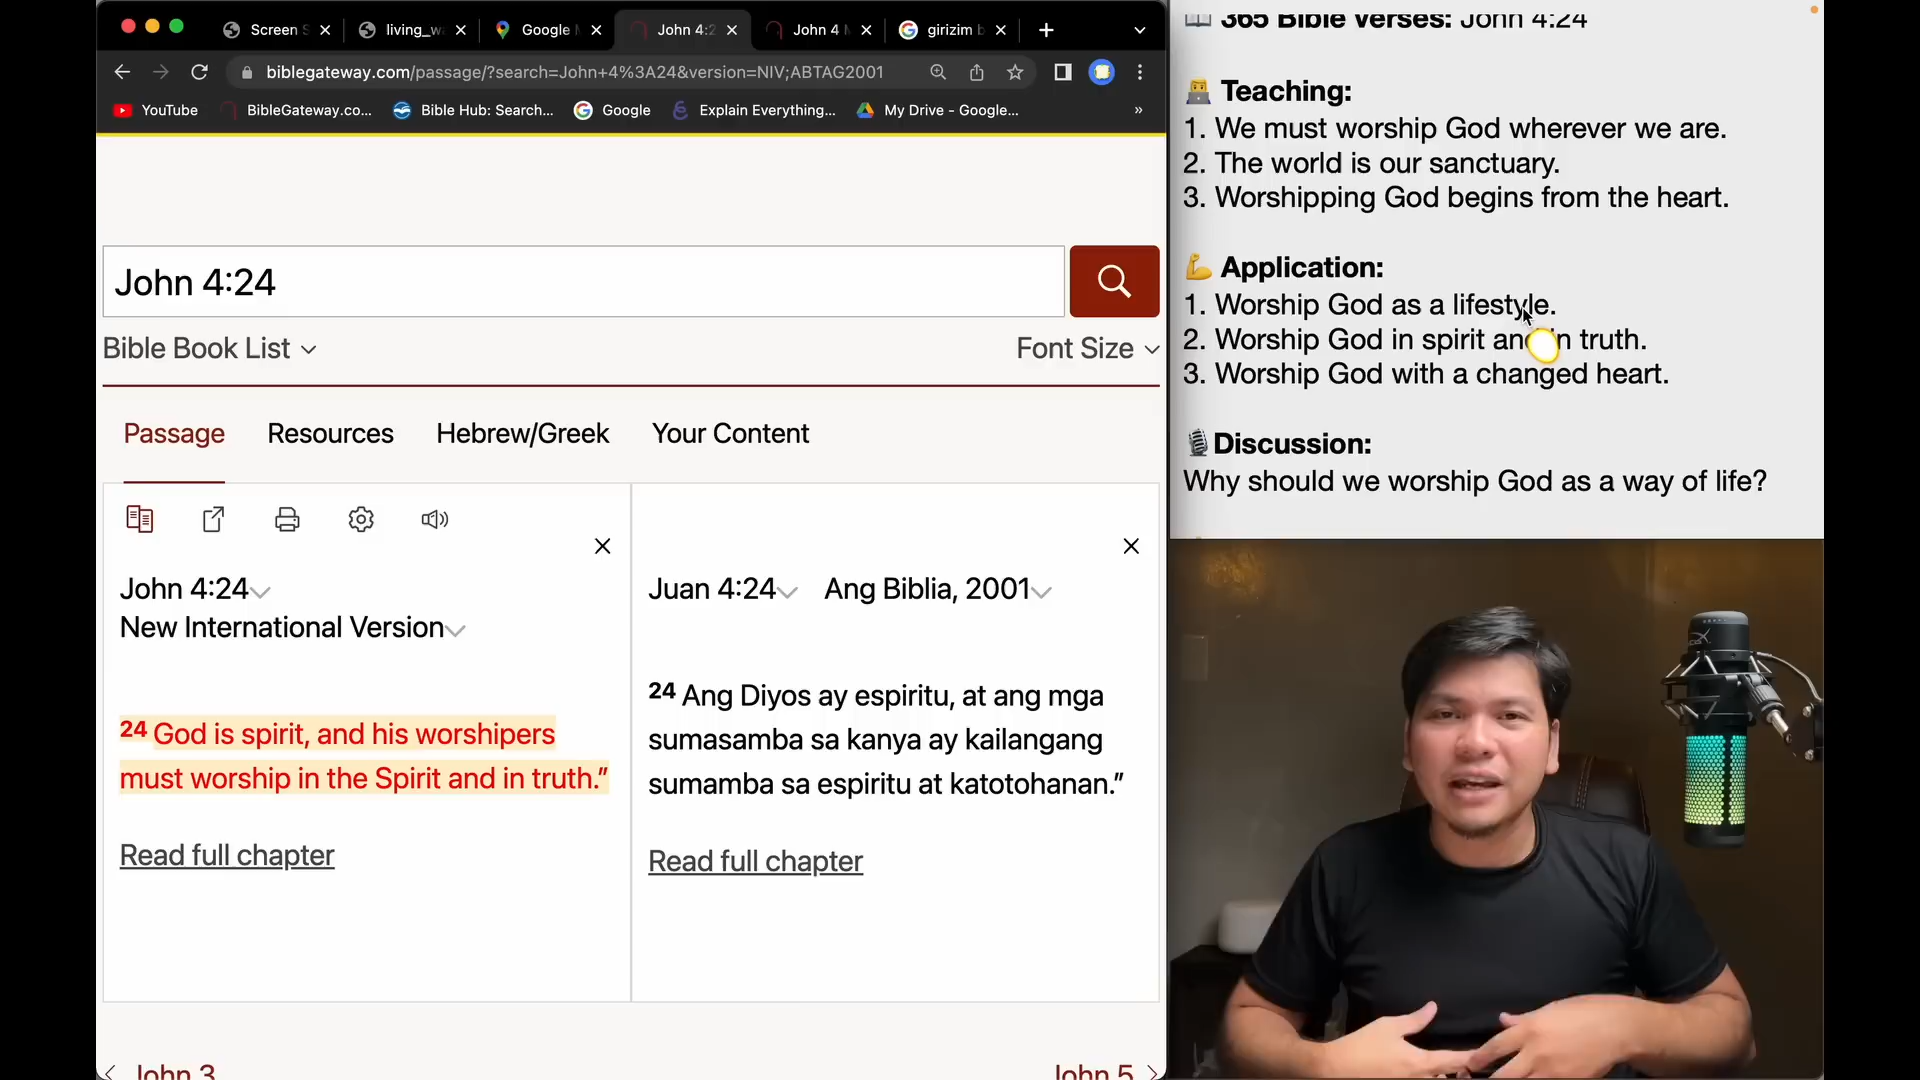 Screen S
living_w
Google
John 4:2
John 4
girizim b
biblegateway.com/passage/?search=John+4%3A24&version=NIV;ABTAG2001
YouTube
BibleGateway.co...
Bible Hub: Search...
Google
Explain Everything...
My Drive - Google...
»
John 4:24
Bible Book List
Font Size
Passage
Resources
Hebrew/Greek
Your Content
John 4:24
New International Version
24 God is spirit, and his worshipers
must worship in the Spirit and in truth.”
Read full chapter
Juan 4:24
Ang Biblia, 2001
24 Ang Diyos ay espiritu, at ang mga
sumasamba sa kanya ay kailangang
sumamba sa espiritu at katotohanan.”
Read full chapter
John 3
John 5
365 Bible Verses: John 4:24
Teaching:
1. We must worship God wherever we are.
2. The world is our sanctuary.
3. Worshipping God begins from the heart.
Application:
1. Worship God as a lifestyle.
2. Worship God in spirit and in truth.
3. Worship God with a changed heart.
Discussion:
Why should we worship God as a way of life?